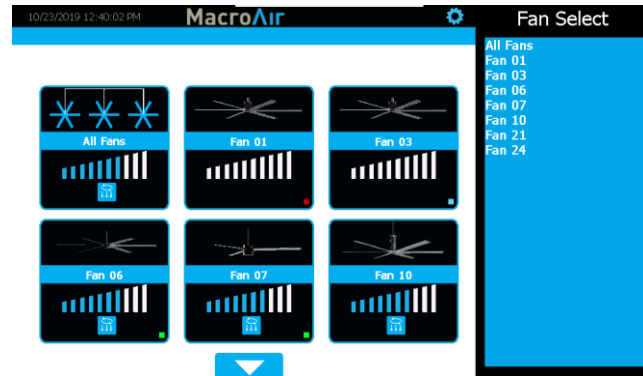 10/23/2019 12:40:02 PM
MacroAir
Fan Select
All Fans
Fan 01
Fan 03
Fan 06
Fan 07
Fan 10
Fan 21
Fan 24
All Fans
Fan 01
Fan 03
Fan 06
Fan 07
Fan 10